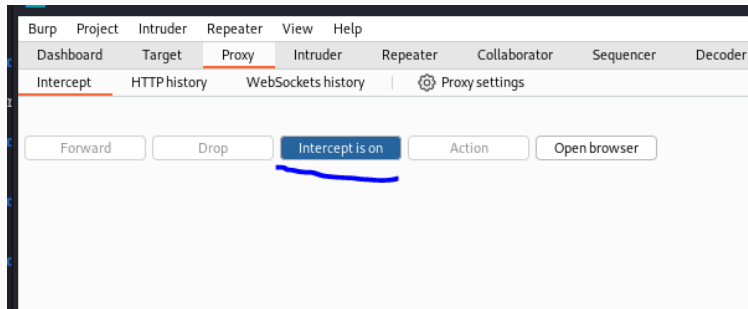 Burp Project Intruder Repeater View Help
Dashboard Target Proxy Intruder Repeater Collaborator Sequencer Decoder
Intercept HTTP history WebSockets history Proxy settings
Forward Drop Intercept is on Action Open browser